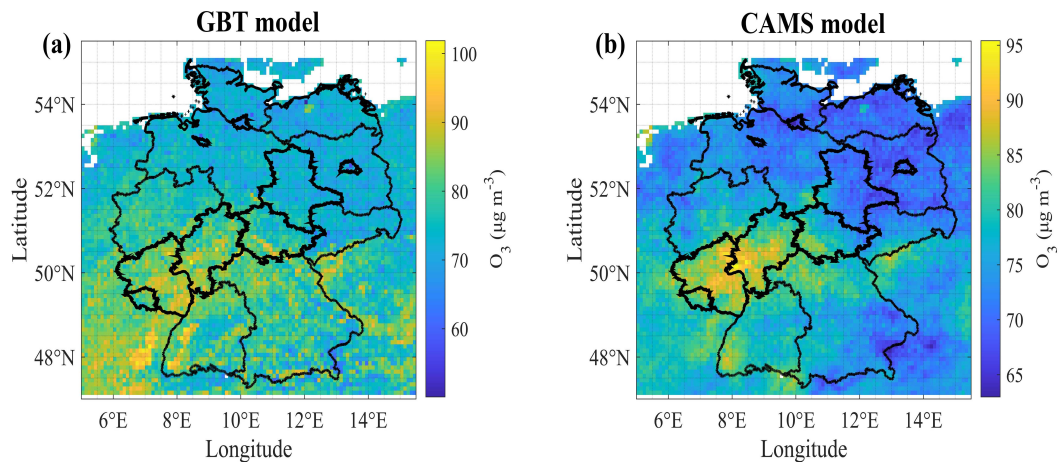 GBT model
(a)
54°N
52°N
50°N
48°N
Latitude
6°E 8°E 10°E 12°E 14°E
Longitude
100
90
80
70
60
O₃ (µg m⁻³)
CAMS model
(b)
54°N
52°N
50°N
48°N
Latitude
6°E 8°E 10°E 12°E 14°E
Longitude
95
90
85
80
75
70
65
O₃ (µg m⁻³)